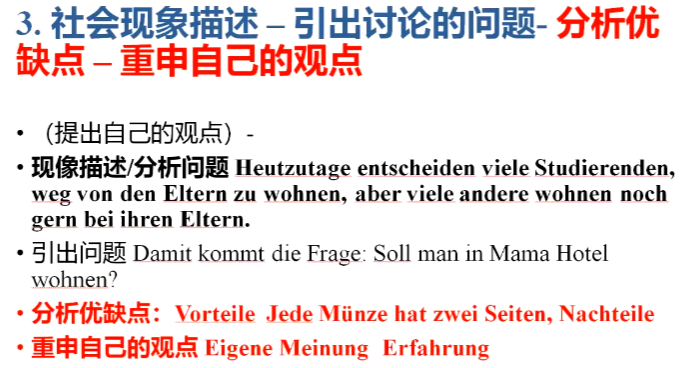 3. 社会现象描述 – 引出讨论的问题- 分析优
缺点 – 重申自己的观点
• （提出自己的观点）-
• 现像描述/分析问题 Heutzutage entscheiden viele Studierenden,
weg von den Eltern zu wohnen, aber viele andere wohnen noch
gern bei ihren Eltern.
• 引出问题 Damit kommt die Frage: Soll man in Mama Hotel
wohnen?
• 分析优缺点：Vorteile Jede Münze hat zwei Seiten, Nachteile
• 重申自己的观点 Eigene Meinung Erfahrung